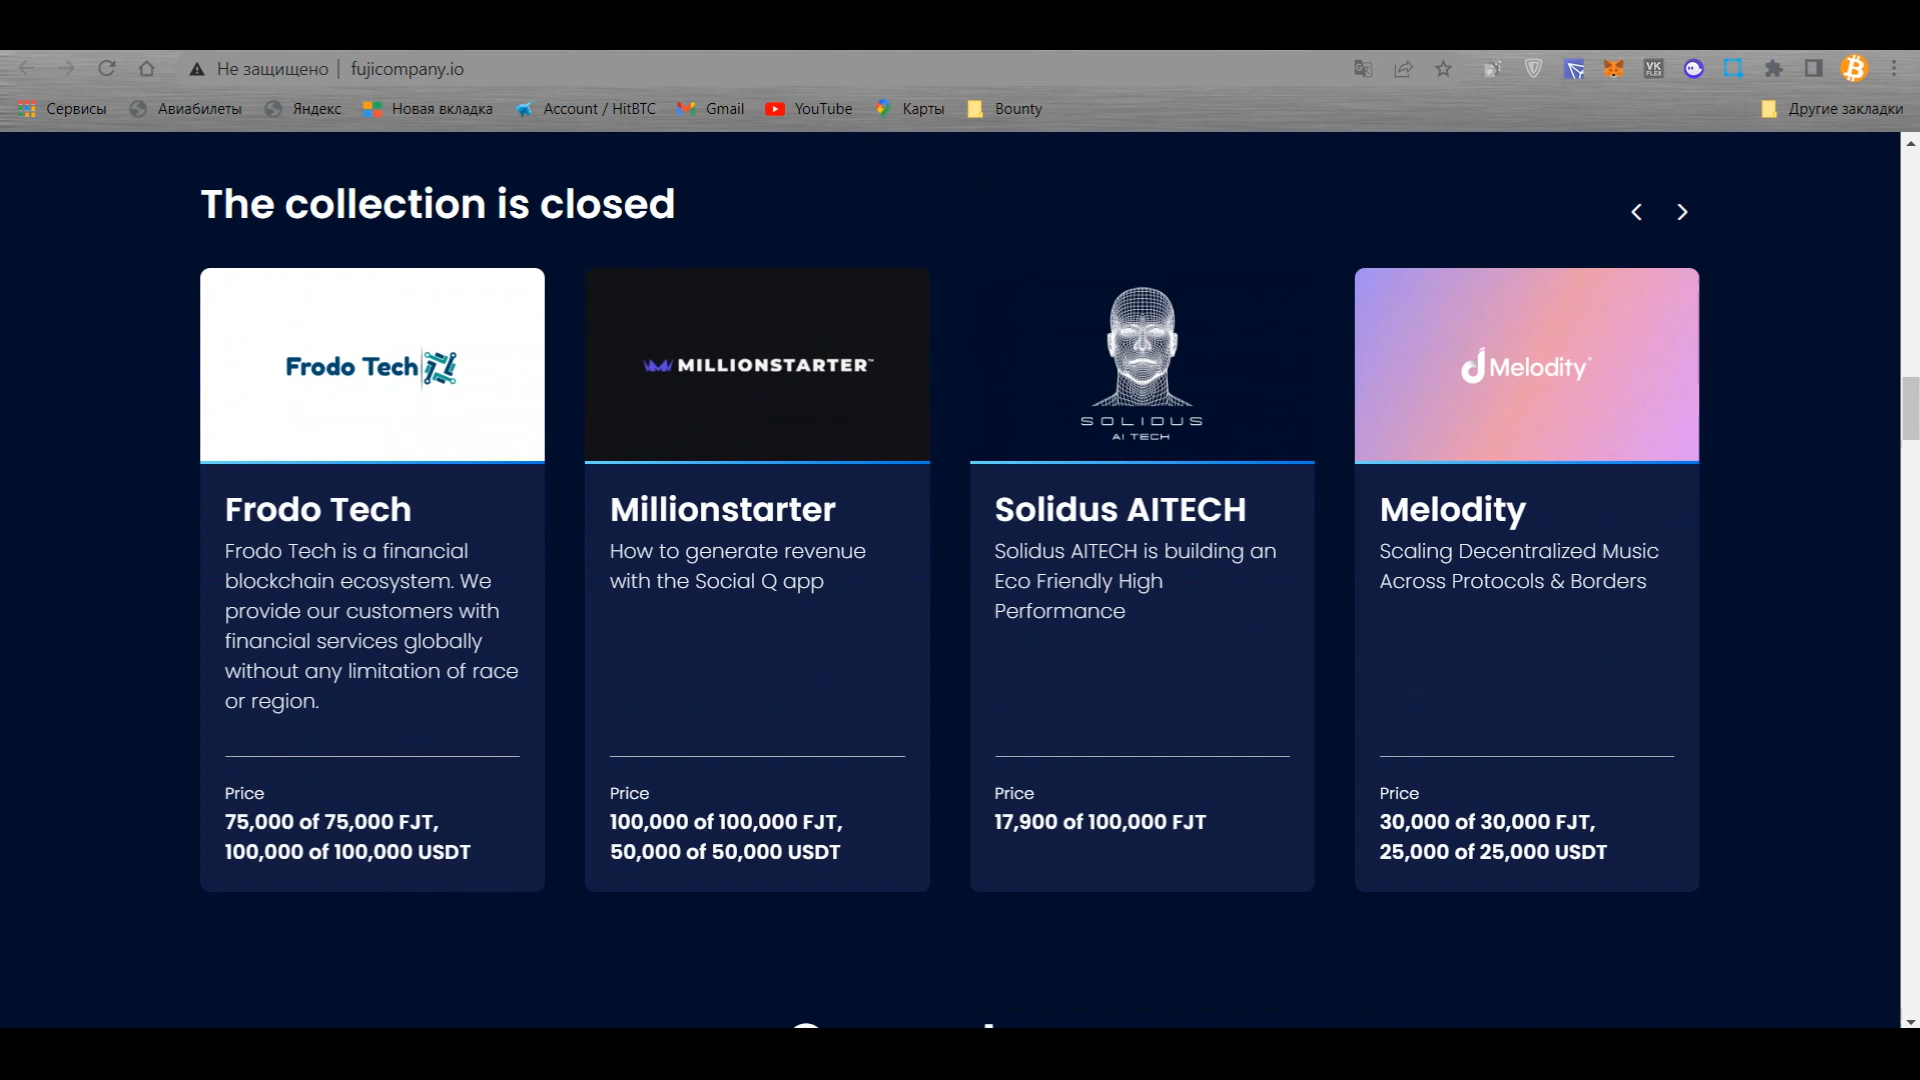 Не защищено | fujicompany.io
Сервисы Авиабилеты Яндекс Новая вкладка Account / HitBTC Gmail YouTube Карты Bounty Другие закладки
VK
FLEX
The collection is closed
Frodo Tech
MILLIONSTARTER™
SOLIDUS
AI TECH
Melodity
Frodo Tech
Frodo Tech is a financial
blockchain ecosystem. We
provide our customers with
financial services globally
without any limitation of race
or region.
Price
75,000 of 75,000 FJT,
100,000 of 100,000 USDT
Millionstarter
How to generate revenue
with the Social Q app
Price
100,000 of 100,000 FJT,
50,000 of 50,000 USDT
Solidus AITECH
Solidus AITECH is building an
Eco Friendly High
Performance
Price
17,900 of 100,000 FJT
Melodity
Scaling Decentralized Music
Across Protocols & Borders
Price
30,000 of 30,000 FJT,
25,000 of 25,000 USDT